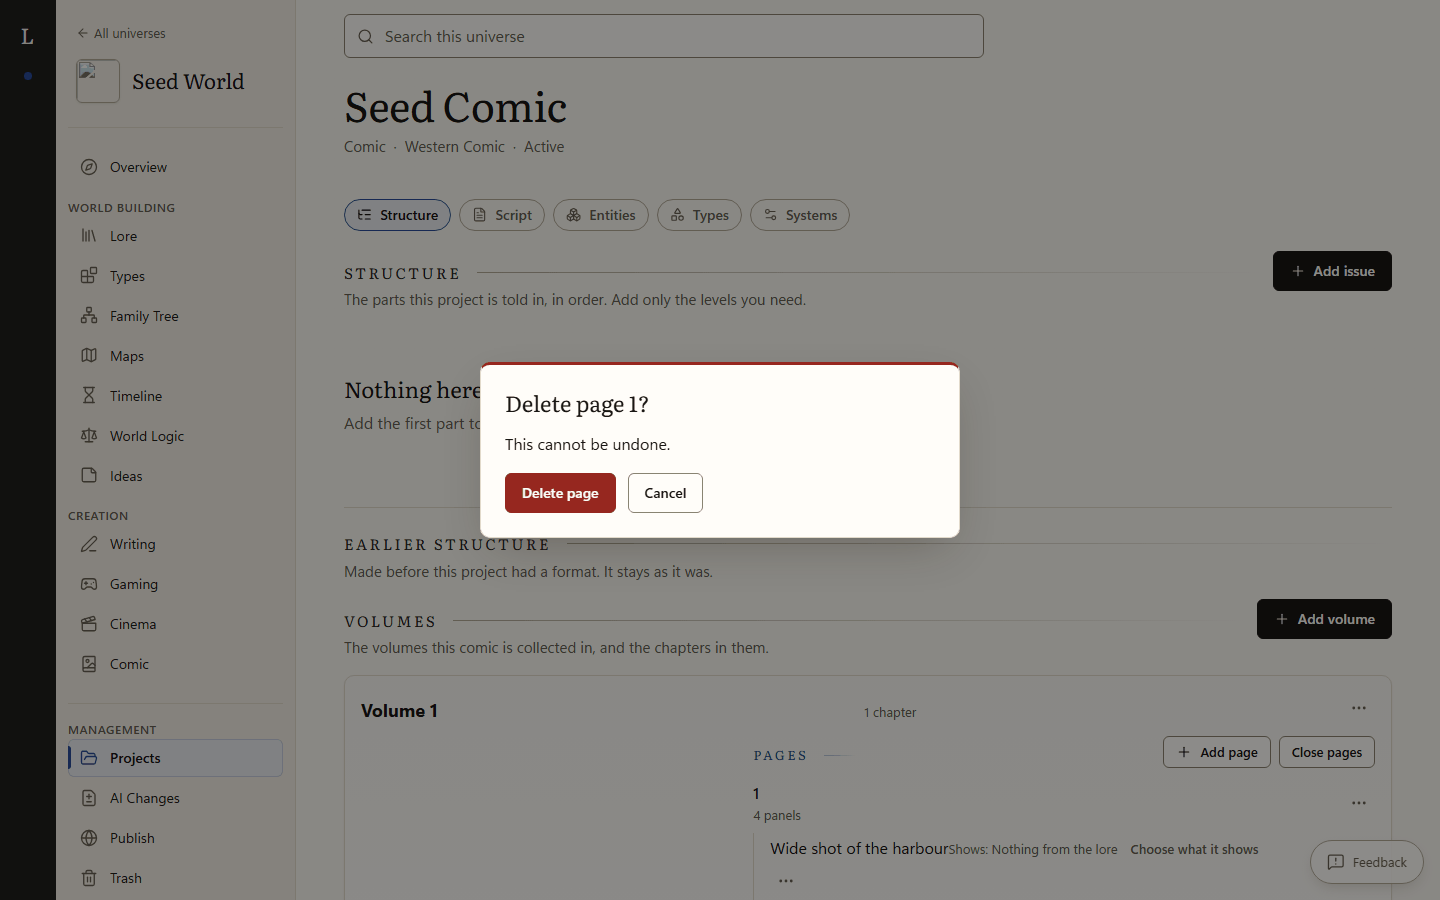 L
All universes
Seed World
Overview
WORLD BUILDING
Lore
Types
Family Tree
Maps
Timeline
World Logic
Ideas
CREATION
Writing
Gaming
Cinema
Comic
MANAGEMENT
Projects
AI Changes
Publish
Trash
Search this universe
Seed Comic
Comic · Western Comic · Active
Structure
Script
Entities
Types
Systems
STRUCTURE
Add issue
The parts this project is told in, in order. Add only the levels you need.
Nothing here
Add the first part to
Delete page 1?
This cannot be undone.
Delete page
Cancel
EARLIER STRUCTURE
Made before this project had a format. It stays as it was.
VOLUMES
Add volume
The volumes this comic is collected in, and the chapters in them.
Volume 1
1 chapter
PAGES
Add page
Close pages
1
4 panels
Wide shot of the harbourShows: Nothing from the lore Choose what it shows
Feedback